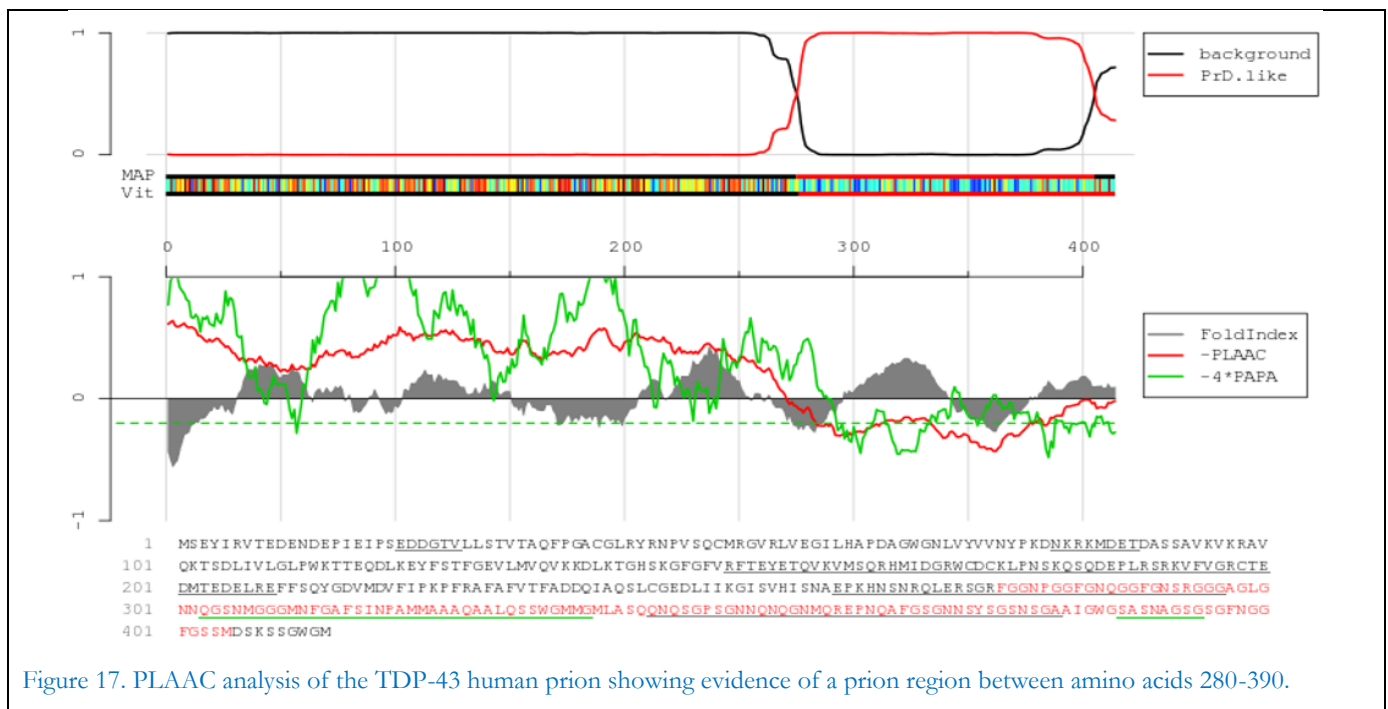 1
0
background
PrD.like
MAP
Vit
0 100 200 300 400
1
0
-1
FoldIndex
-PLAAC
-4*PAPA
1 MSEYIRVTEDENDEPIEIPSEDDGTVLLSTVTAQFPGACGLRYRNPVSQCMRGVRLVEGILHAPDAGWGNLVYVVNYPKDNKRKMDETDASSAVKVKRAV
101 QKTSDLIVLGLPWKTTEQDLKEYFSTFGEVLMVQVKKDLKTGHSKGFGFVRFTEYETQVKVMSQRHMIDGRWCDCKLPNSKQSQDEPLRSRKVFVGRCTE
201 DMTEDELREFFSQYGDVMDVFIPKPFRAFAFVTFADDQIAQSLCGEDLIIKGISVHISNAEPKHNSNRQLERSGRFGGNPGGFGNQGGFGNSRGGGAGLG
301 NNQGSNMGGGMNFGAFSINPAMMAAAQAALQSSWGMMGMLASQQNQSGPSGNNQNQGNMQREPNQAFGSGNNSYSGSNSGAAIGWGSASNAGSGSGFNGG
401 FGSSMDSKSSGWGM
Figure 17. PLAAC analysis of the TDP-43 human prion showing evidence of a prion region between amino acids 280-390.